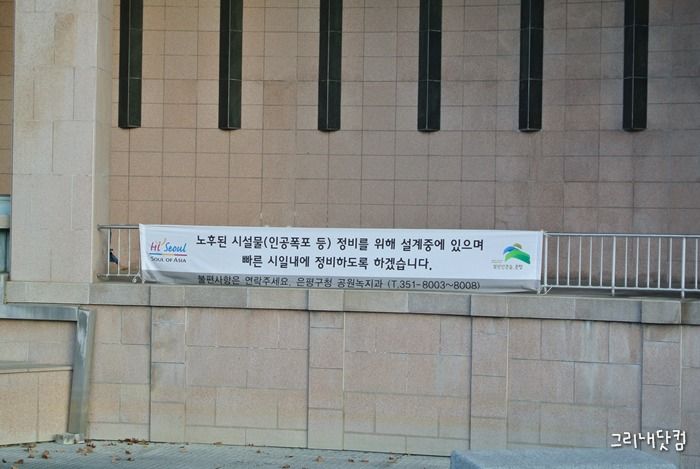 Hi Seoul
SOUL OF ASIA
노후된 시설물(인공폭포 등) 정비를 위해 설계중에 있으며
빠른 시일내에 정비하도록 하겠습니다.
불편사항은 연락주세요. 은평구청 공원녹지과 (T.351-8003~8008)
그리내닷컴